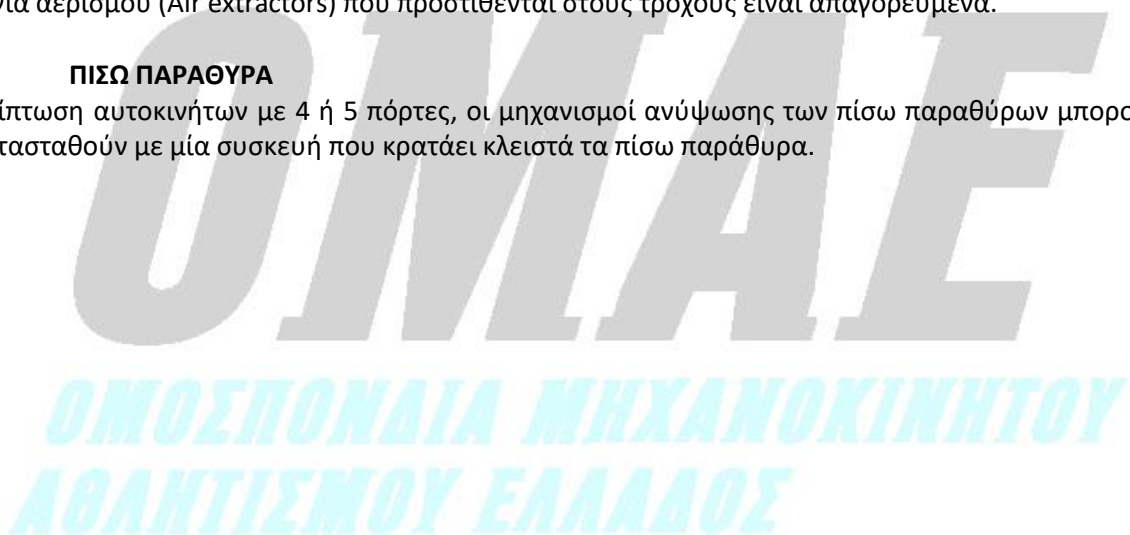 για αερισμού (Air extractors) που προστίθενται στους τροχούς είναι απαγορευμένα.
ΠΙΣΩ ΠΑΡΑΘΥΡΑ
ίπτωση αυτοκινήτων με 4 ή 5 πόρτες, οι μηχανισμοί ανύψωσης των πίσω παραθύρων μπορο
τασταθούν με μία συσκευή που κρατάει κλειστά τα πίσω παράθυρα.
ΟΜΑΕ
ΟΜΟΣΠΟΝΔΙΑ ΜΗΧΑΝΟΚΙΝΗΤΟΥ
ΑΘΛΗΤΙΣΜΟΥ ΕΛΛΑΔΟΣ